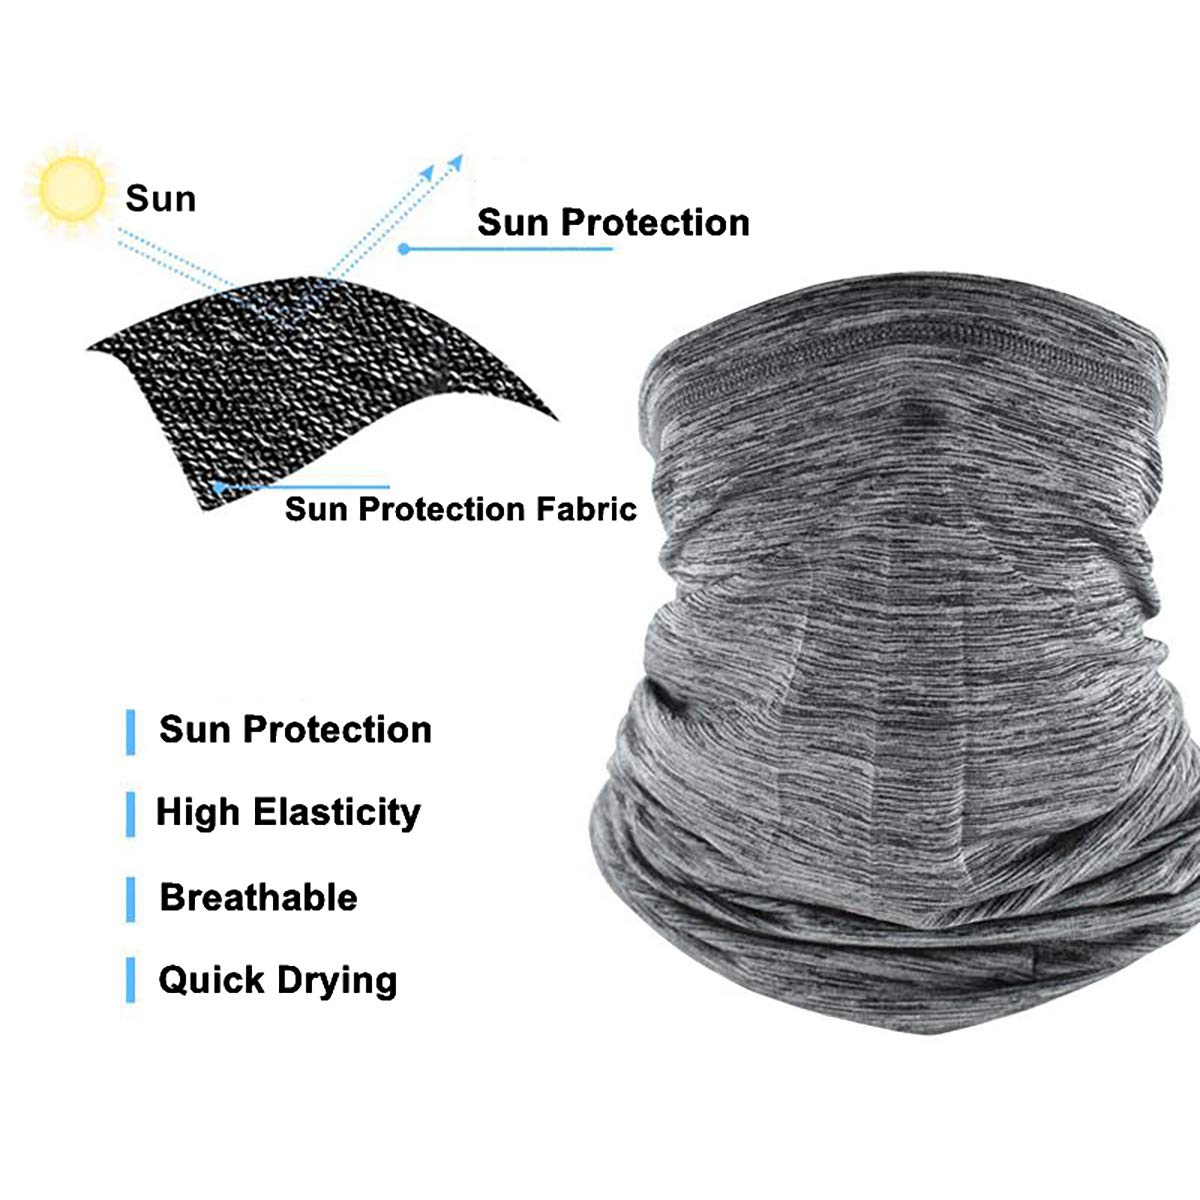 Sun
Sun Protection
Sun Protection Fabric
Sun Protection
High Elasticity
Breathable
Quick Drying